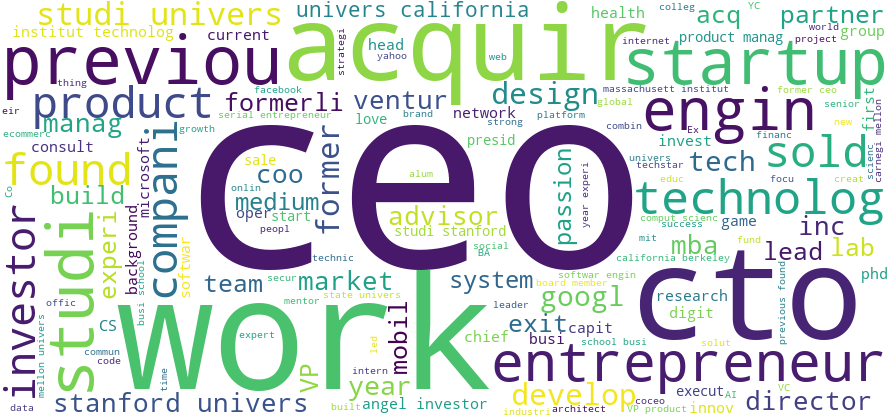 studi univers
univers california
health
colleg
YC
institut technolog
current
head
yahoo
strategi
acquir
web
internet
acq
product manag
world
project
partner
group
previou
thing
facebook
startup
eir
product
formerli
ventur
design
global
massachusett institut
former ceo
senior
first
manag
serial entrepreneur
love
brand
network
strong
platform
combin
engin
Ex
financ
new
scienc
carnegi mellon
ecommerc
growth
consult
microsoft
former
presid
invest
univers
techstar
sold
found
compani
sale
coo
ceo
alum
passion
year experi
tech
educ
focu
creat
Co
build
onlin
medium
technolog
oper
start
advisor
comput scienc
success
game
inc
investor
studi
experi
background
peopl
studi stanford
social
BA
mit
fund
mba
lead
lab
softwar
technic
california berkeley
team
secur
market
system
softwar engin
board member
googl
research
phd
busi school
mentor
state univers
leader
digit
cto
previous found
offic
CS
work
mobil
exit
capit
mellon univers
commun
code
expert
led
chief
busi
school busi
solut
time
VP
intern
year
entrepreneur
data
stanford univers
built
angel investor
develop
industri
architect
coceo
execut
AI
VP product
innov
VC
director